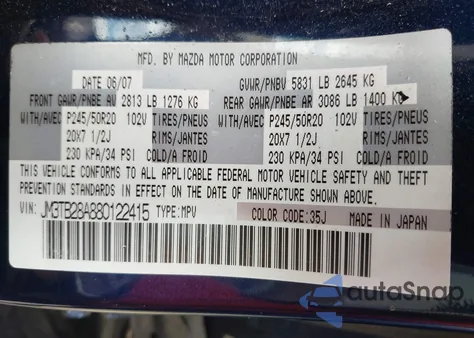 MFD. BY MAZDA MOTOR CORPORATION
DATE 06/07 GVWR/PNBV 5831 LB 2645 KG
FRONT GAWR/PNBE AV 2813 LB 1276 KG REAR GAWR/PNBE AR 3086 LB 1400 KG
WITH/AVEC P245/50R20 102V TIRES/PNEUS WITH/AVEC P245/50R20 102V TIRES/PNEUS
20X7 1/2J RIMS/JANTES 20X7 1/2J RIMS/JANTES
230 KPA/34 PSI COLD/A FROID 230 KPA/34 PSI COLD/A FROID
THIS VEHICLE CONFORMS TO ALL APPLICABLE FEDERAL MOTOR VEHICLE SAFETY AND THEFT
PREVENTION STANDARDS IN EFFECT ON THE DATE OF MANUFACTURE SHOWN ABOVE.
VIN: JM3TB28A880122415 TYPE:MPV COLOR CODE:35J MADE IN JAPAN
autoSnap